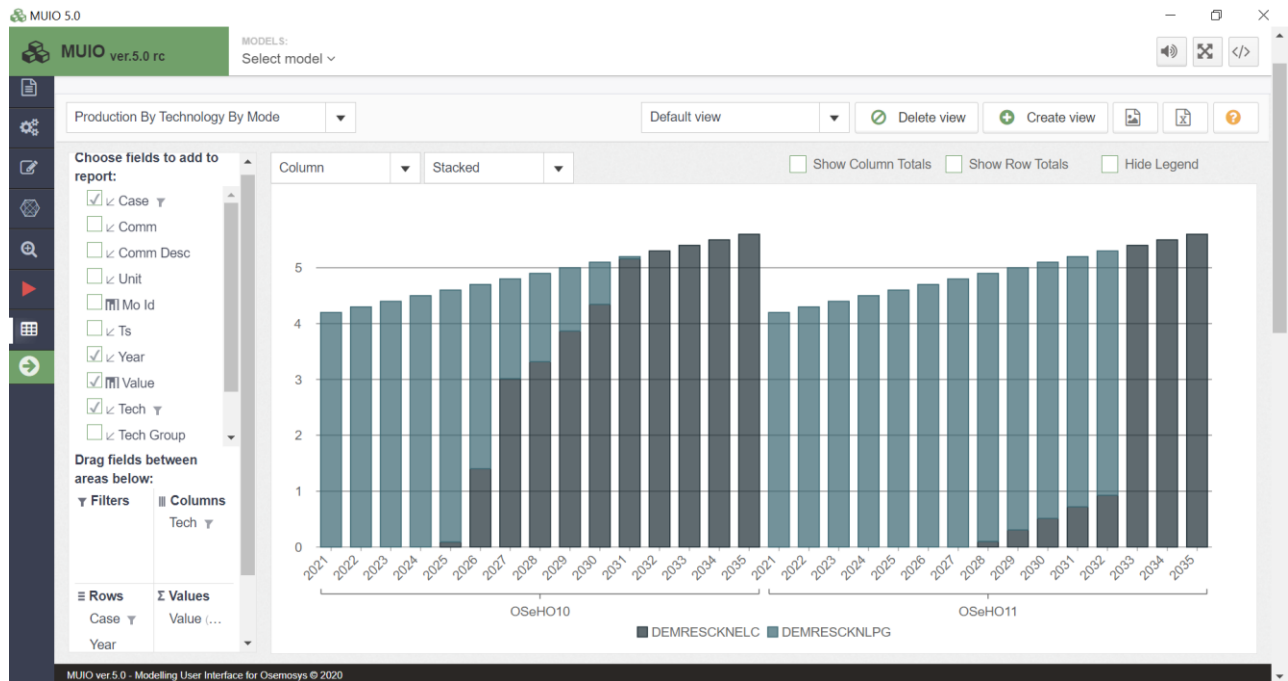 MUIO 5.0
MUIO ver.5.0 rc
MODELS:
Select model
Production By Technology By Mode
Default view
Delete view
Create view
Choose fields to add to
report:
Case
Comm
Comm Desc
Unit
Mo Id
Ts
Year
Value
Tech
Tech Group
Drag fields between
areas below:
Filters
Columns
Tech
Rows
Σ Values
Case
Value (...
Year
Column
Stacked
Show Column Totals
Show Row Totals
Hide Legend
5
4
3
2
1
0
2021 2022 2023 2024 2025 2026 2027 2028 2029 2030 2031 2032 2033 2034 2035 2021 2022 2023 2024 2025 2026 2027 2028 2029 2030 2031 2032 2033 2034 2035
OSeHO10 OSeHO11
DEMRESCKNELC DEMRESCKNLPG
MUIO ver.5.0 - Modelling User Interface for Osemosys © 2020